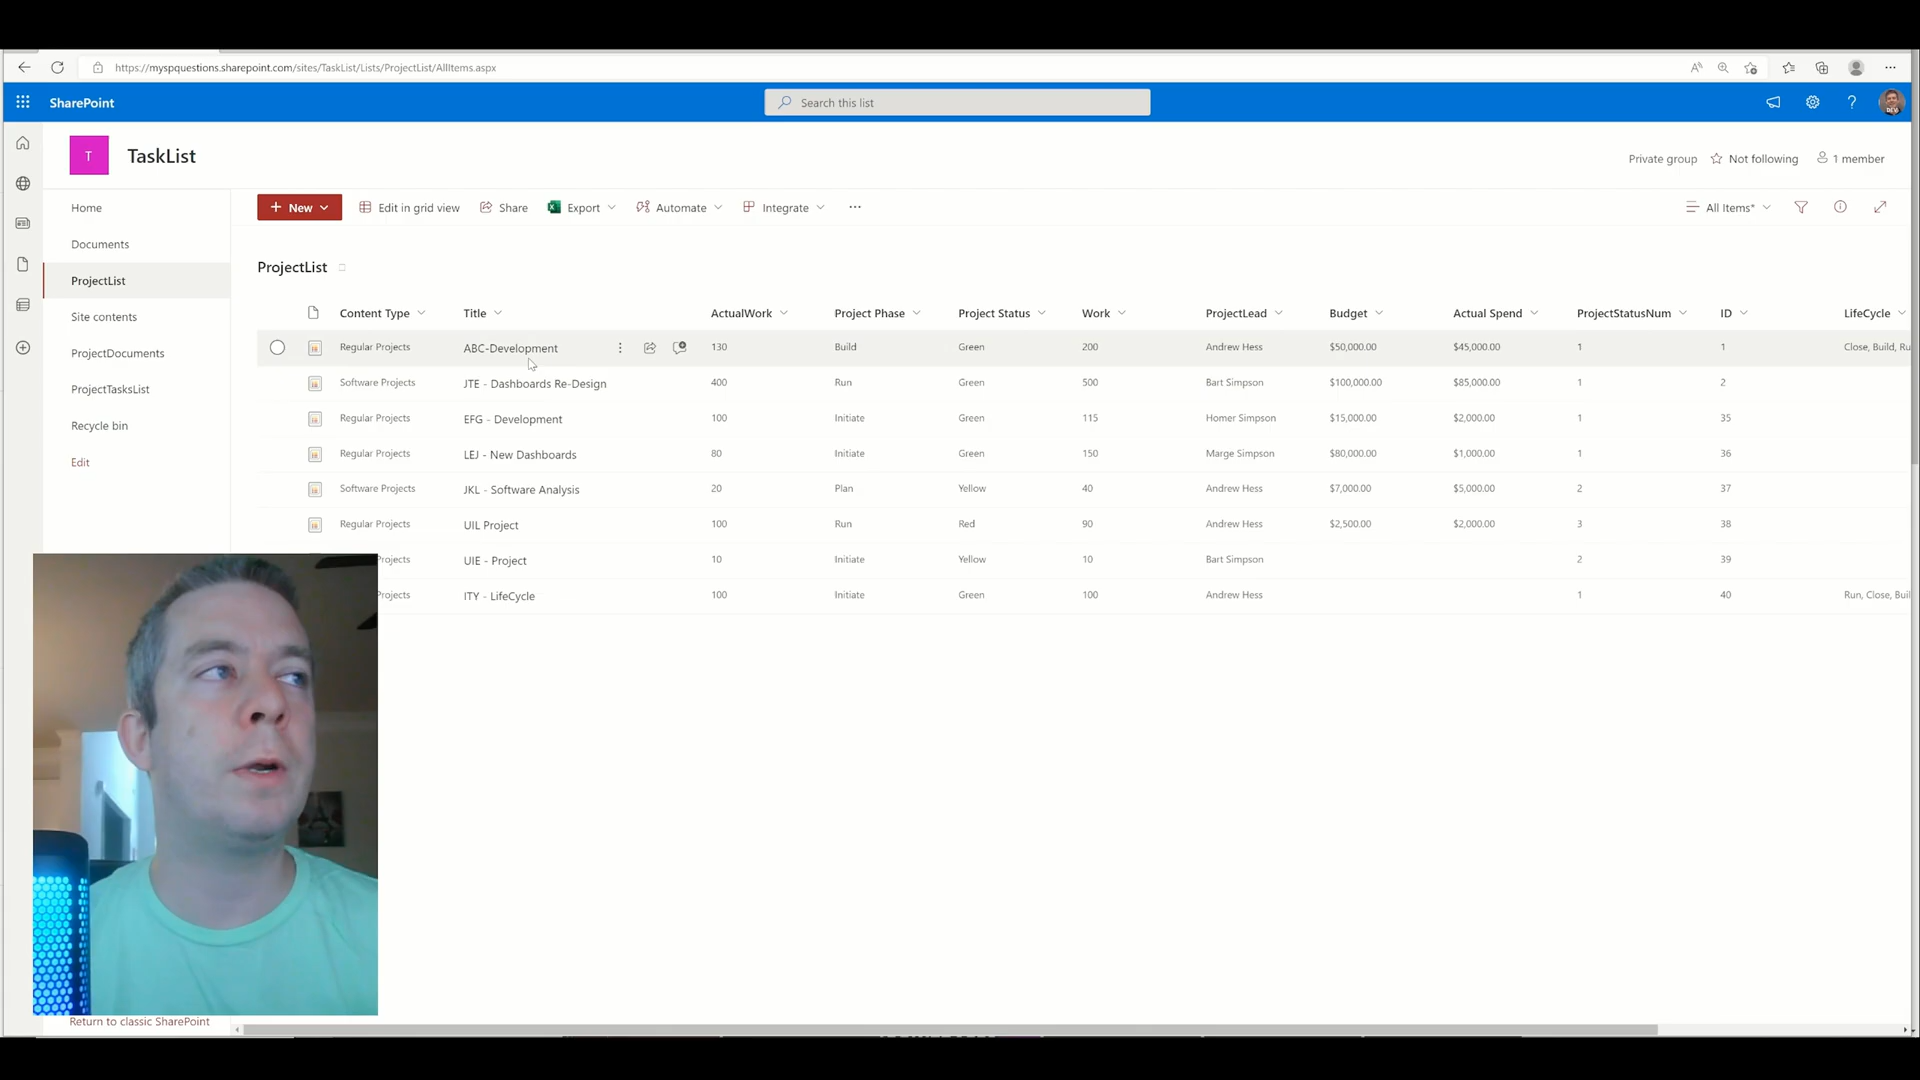 https://myspquestions.sharepoint.com/sites/TaskList/Lists/ProjectList/AllItems.aspx
SharePoint
Search this list
T
TaskList
Private group
Not following
1 member
Home
Documents
ProjectList
Site contents
ProjectDocuments
ProjectTasksList
Recycle bin
Edit
Return to classic SharePoint
New Edit in grid view Share Export Automate Integrate ... All Items*
ProjectList
Content Type Title ActualWork Project Phase Project Status Work ProjectLead Budget Actual Spend ProjectStatusNum ID LifeCycle
Regular Projects ABC-Development 130 Build Green 200 Andrew Hess $50,000.00 $45,000.00 1 1 Close, Build, Ru
Software Projects JTE - Dashboards Re-Design 400 Run Green 500 Bart Simpson $100,000.00 $85,000.00 1 2
Regular Projects EFG - Development 100 Initiate Green 115 Homer Simpson $15,000.00 $2,000.00 1 35
Regular Projects LEJ - New Dashboards 80 Initiate Green 150 Marge Simpson $80,000.00 $1,000.00 1 36
Software Projects JKL - Software Analysis 20 Plan Yellow 40 Andrew Hess $7,000.00 $5,000.00 2 37
Regular Projects UIL Project 100 Run Red 90 Andrew Hess $2,500.00 $2,000.00 3 38
Projects UIE - Project 10 Initiate Yellow 10 Bart Simpson 2 39
Projects ITY - LifeCycle 100 Initiate Green 100 Andrew Hess 1 40 Run, Close, Buil